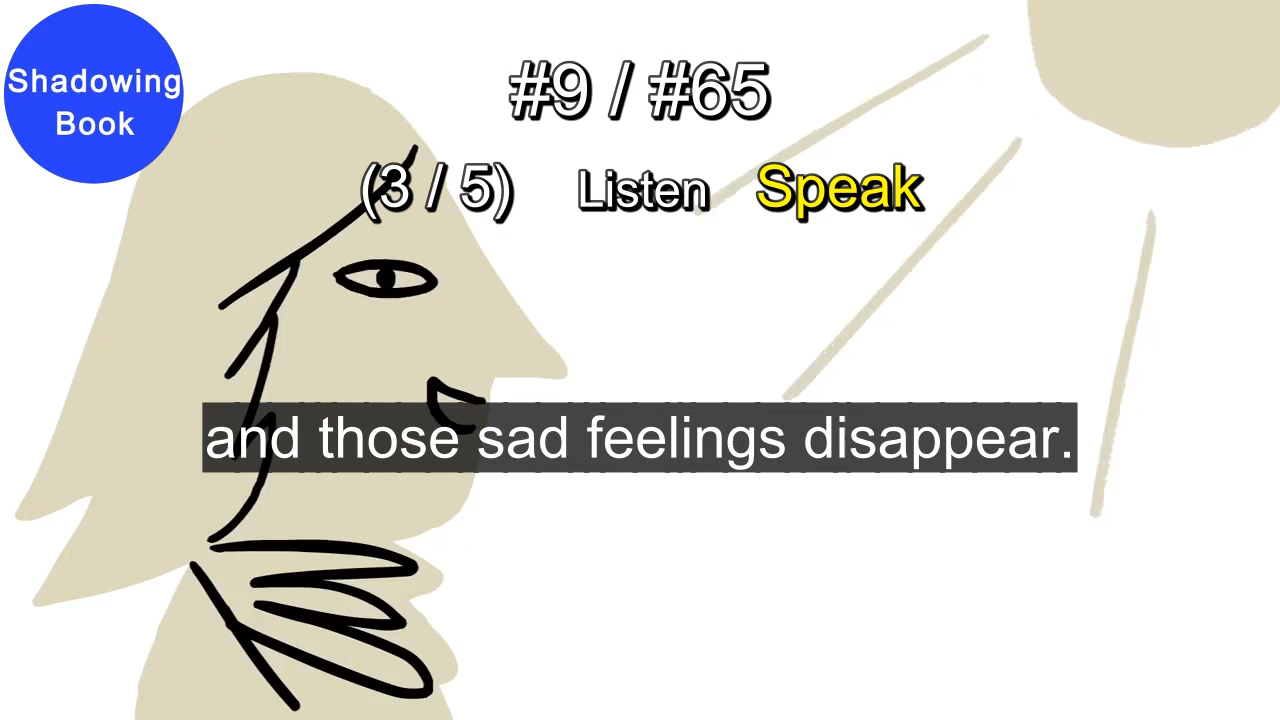 Shadowing
Book
#9 / #65
(3 / 5) Listen Speak
and those sad feelings disappear.